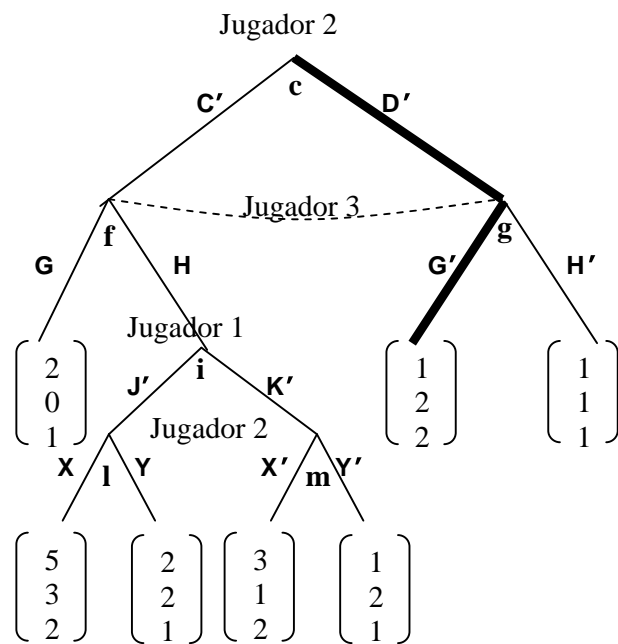 Jugador 2
c
C′ D′
Jugador 3
f g
G H G′ H′
Jugador 1
i
2 1 1
0 2 1
1 2 1
J′ K′
Jugador 2
X Y X′ Y′
l m
5 2 3 1
3 2 1 2
2 1 2 1